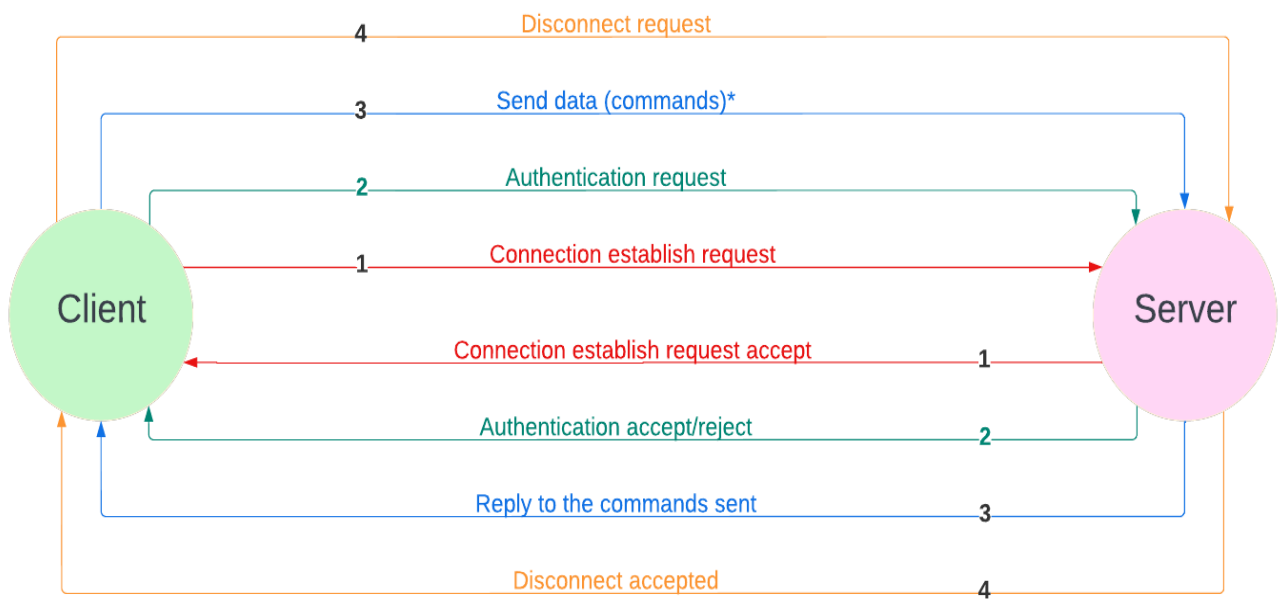 Disconnect request
4
Send data (commands)*
3
Authentication request
2
Connection establish request
1
Client
Server
Connection establish request accept
1
Authentication accept/reject
2
Reply to the commands sent
3
Disconnect accepted
4